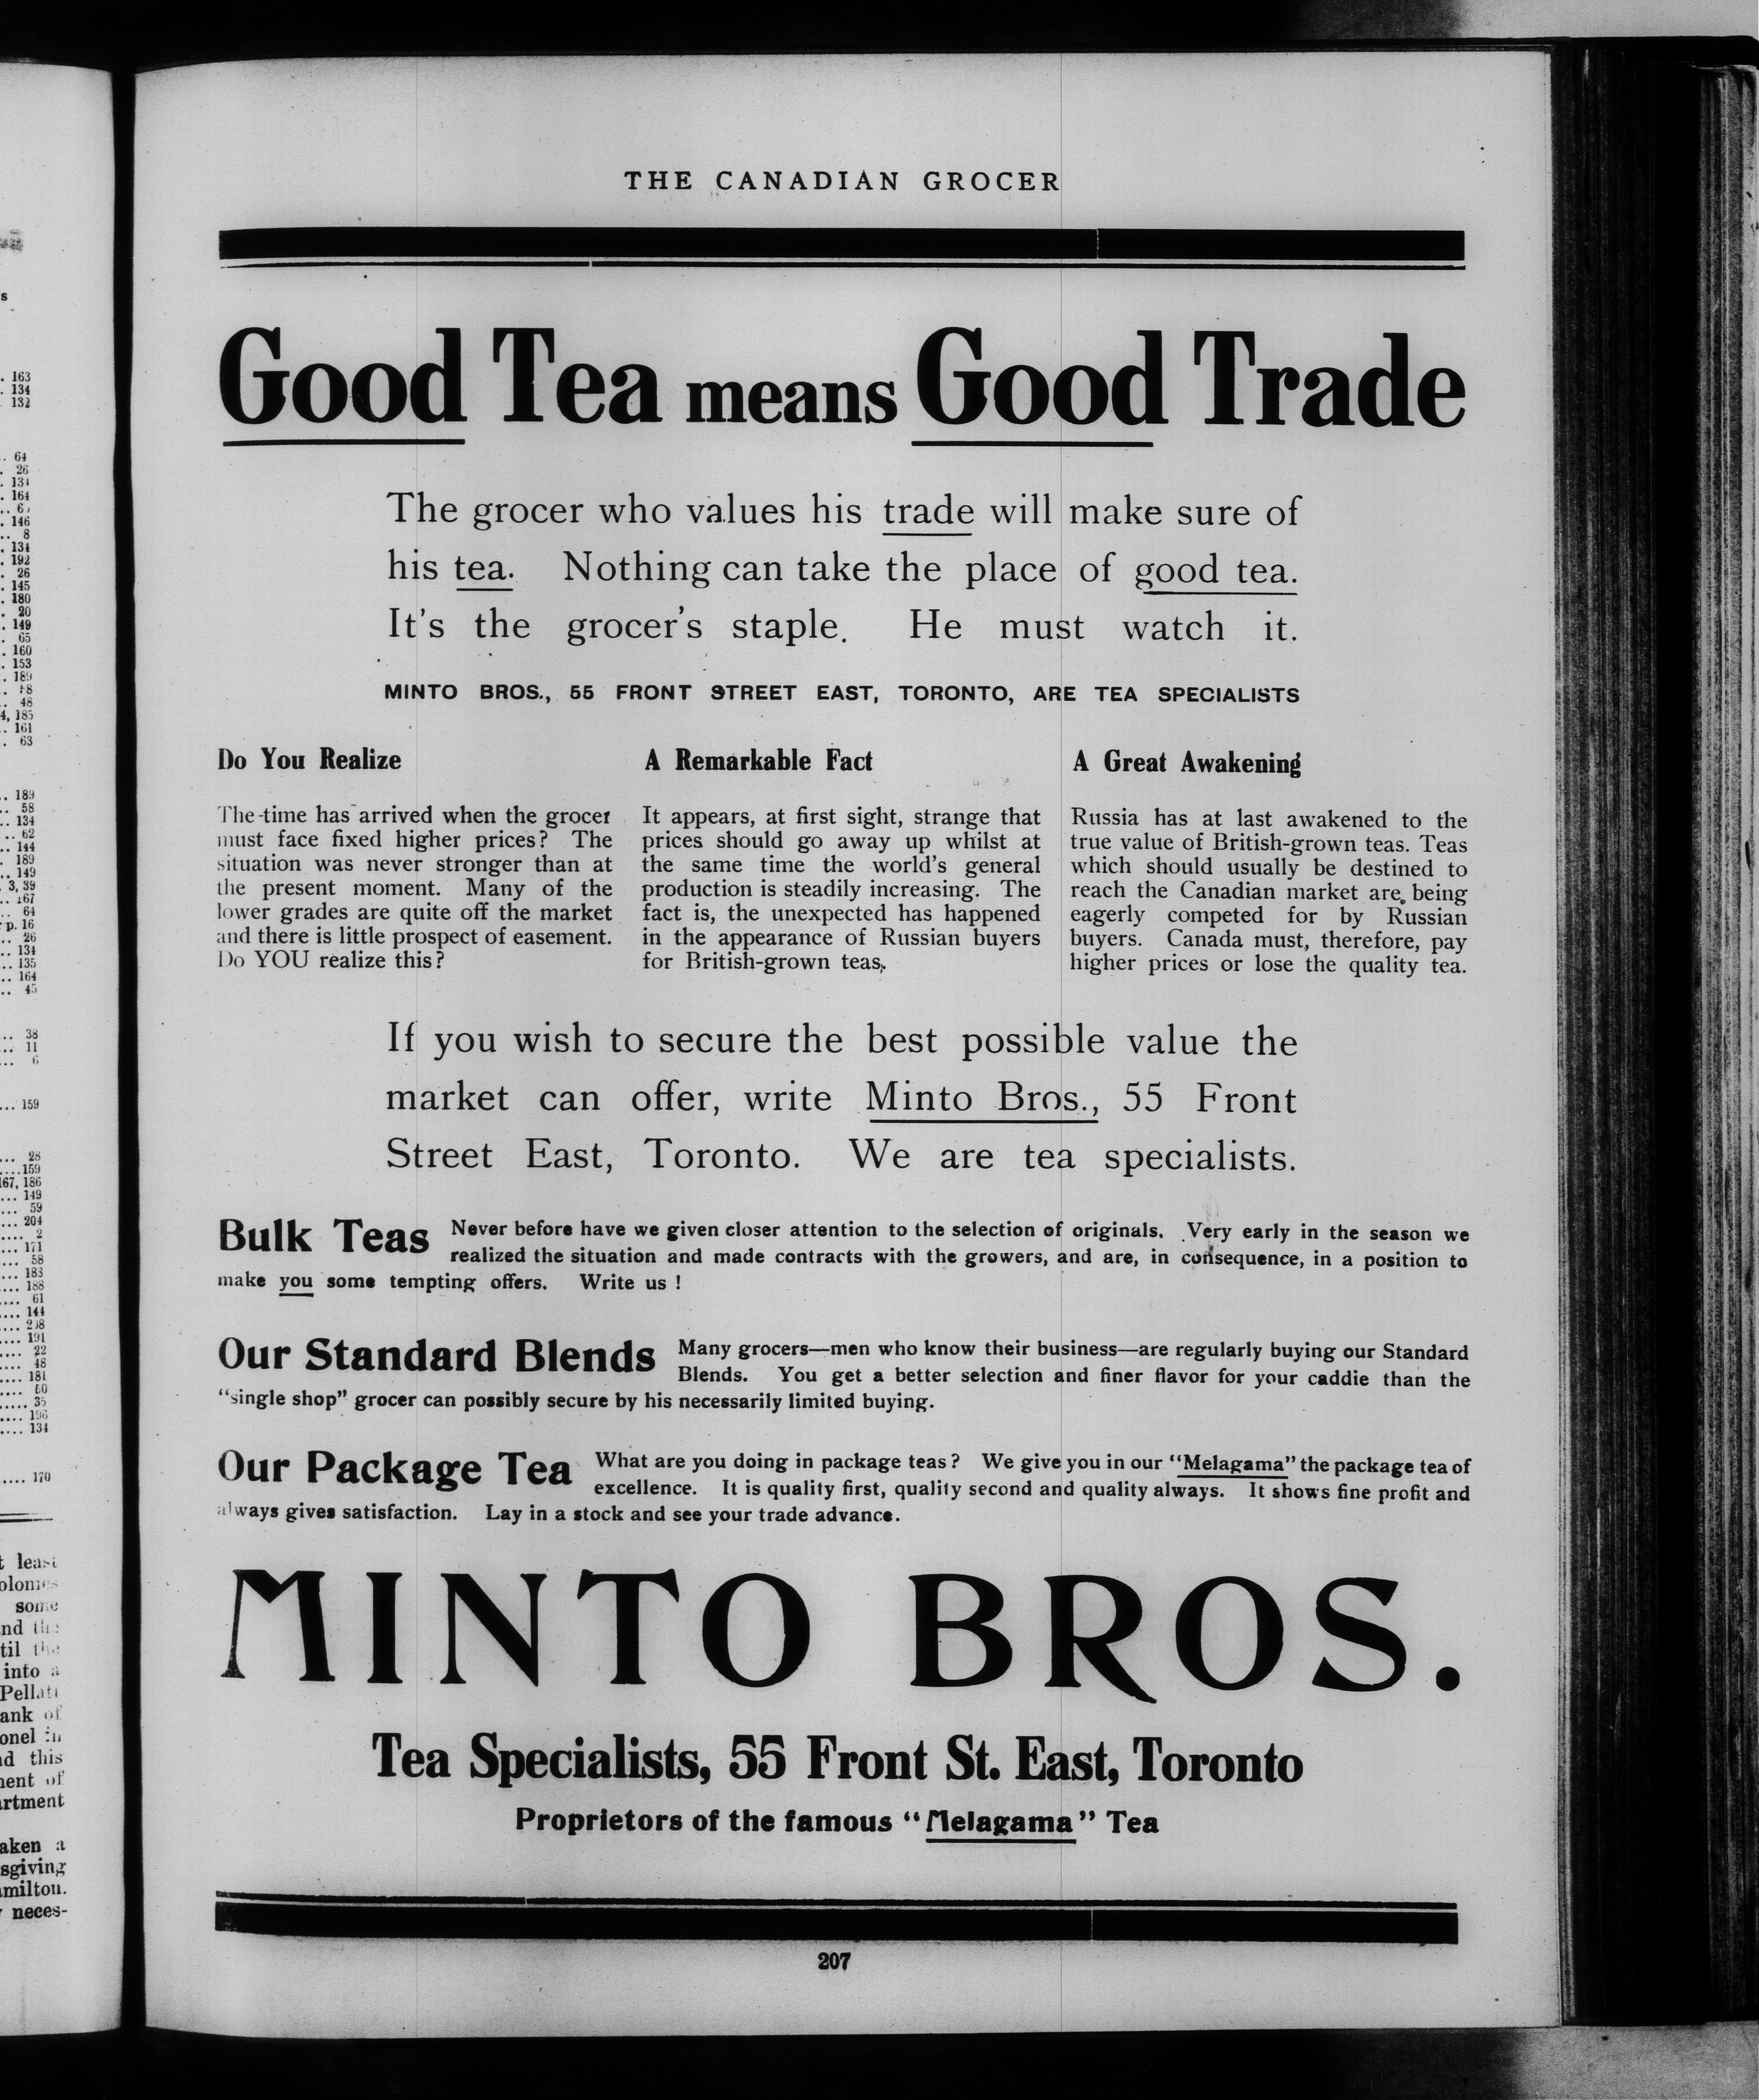 THE CANADIAN GROCER
Good Tea means Good Trade
The grocer who values his trade will make sure of
his tea. Nothing can take the place of good tea.
It's the grocer's staple. He must watch it.
MINTO BROS., 55 FRONT STREET EAST, TORONTO, ARE TEA SPECIALISTS
Do You Realize
The time has arrived when the grocer
must face fixed higher prices? The
situation was never stronger than at
the present moment. Many of the
lower grades are quite off the market
and there is little prospect of easement.
Do YOU realize this?
A Remarkable Fact
It appears, at first sight, strange that
prices should go away up whilst at
the same time the world's general
production is steadily increasing. The
fact is, the unexpected has happened
in the appearance of Russian buyers
for British-grown teas.
A Great Awakening
Russia has at last awakened to the
true value of British-grown teas. Teas
which should usually be destined to
reach the Canadian market are being
eagerly competed for by Russian
buyers. Canada must, therefore, pay
higher prices or lose the quality tea.
If you wish to secure the best possible value the
market can offer, write Minto Bros., 55 Front
Street East, Toronto. We are tea specialists.
Bulk Teas Never before have we given closer attention to the selection of originals. Very early in the season we
realized the situation and made contracts with the growers, and are, in consequence, in a position to
make you some tempting offers. Write us !
Our Standard Blends Many grocers—men who know their business—are regularly buying our Standard
Blends. You get a better selection and finer flavor for your caddie than the
"single shop" grocer can possibly secure by his necessarily limited buying.
Our Package Tea What are you doing in package teas? We give you in our "Melagama" the package tea of
excellence. It is quality first, quality second and quality always. It shows fine profit and
always gives satisfaction. Lay in a stock and see your trade advance.
MINTO BROS.
Tea Specialists, 55 Front St. East, Toronto
Proprietors of the famous "Melagama" Tea
207